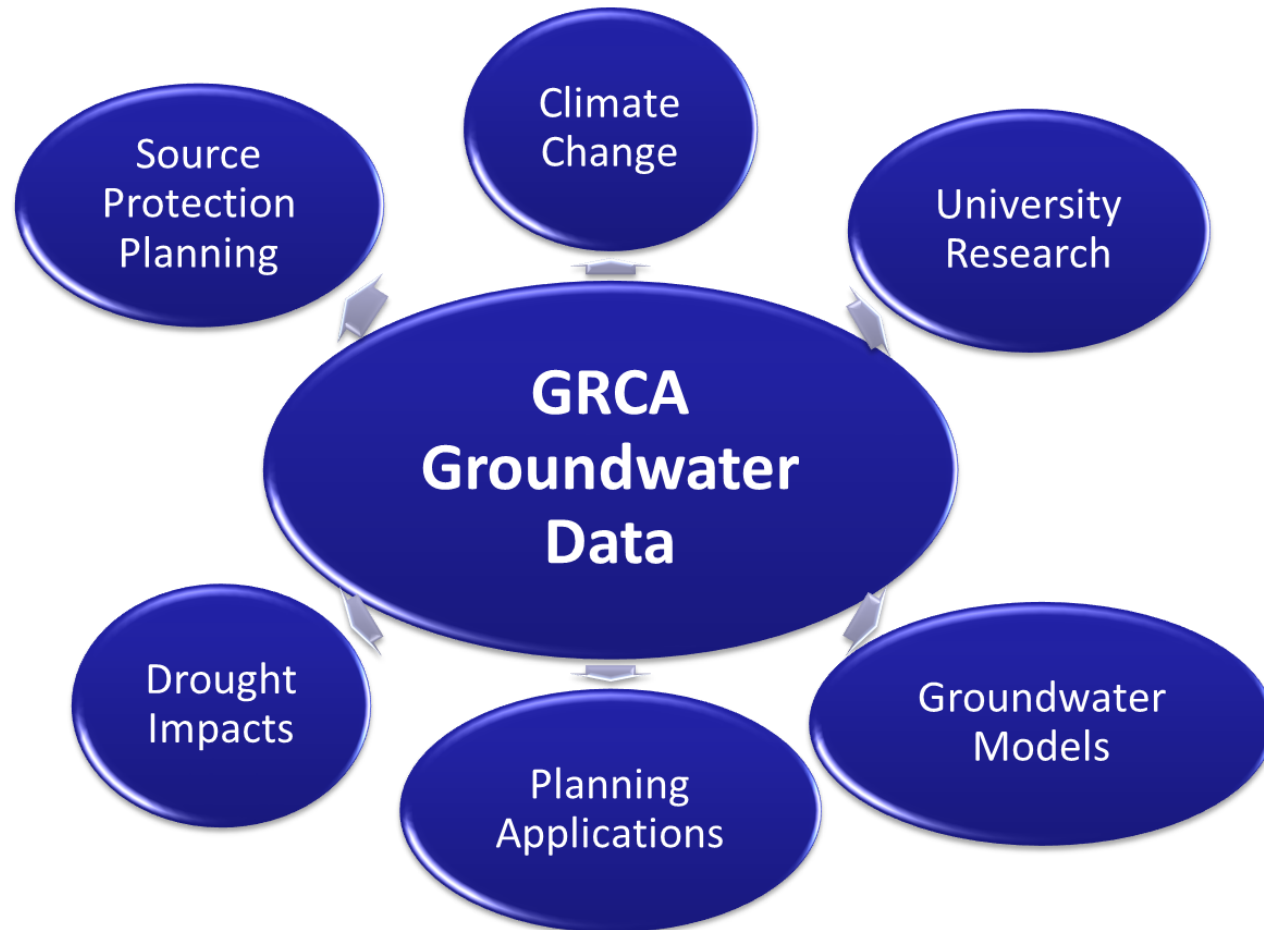 Climate
Change
Source
Protection
Planning
University
Research
GRCA
Groundwater
Data
Drought
Impacts
Groundwater
Models
Planning
Applications